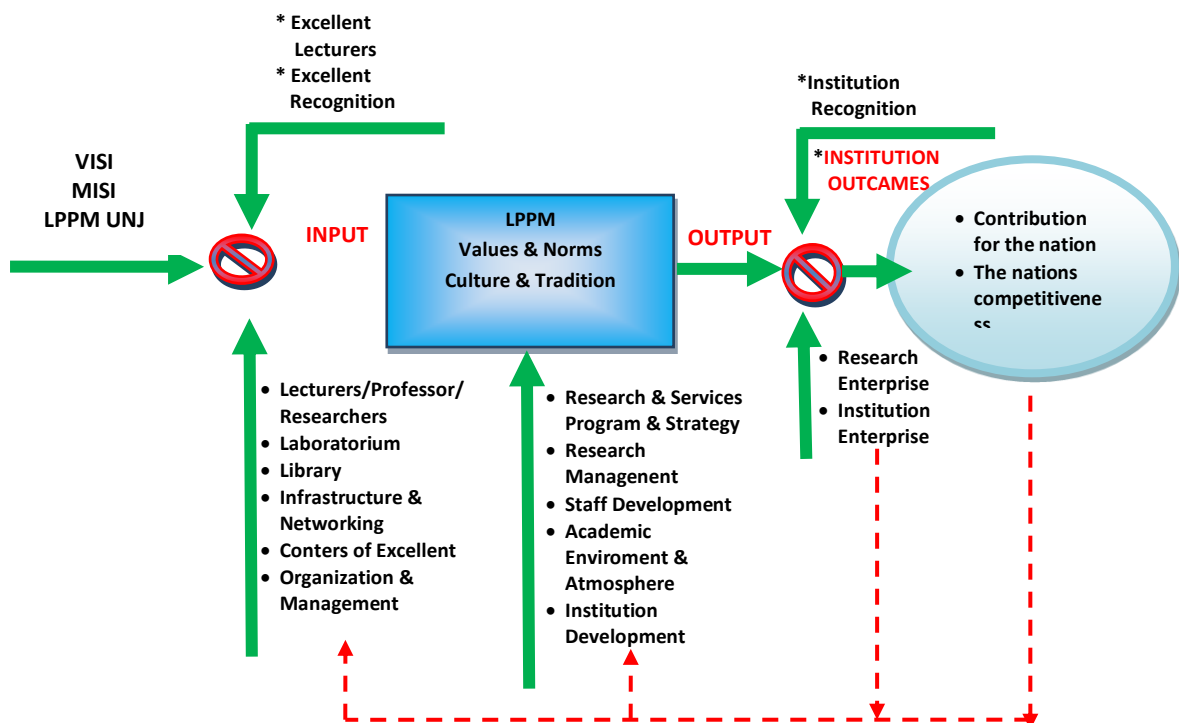 * Excellent
Lecturers
* Excellent
Recognition
VISI
MISI
LPPM UNJ
INPUT
LPPM
Values & Norms
Culture & Tradition
OUTPUT
*Institution
Recognition
*INSTITUTION
OUTCAMES
• Contribution
for the nation
• The nations
competitivene
ss
• Lecturers/Professor/
Researchers
• Laboratorium
• Library
• Infrastructure &
Networking
• Conters of Excellent
• Organization &
Management
• Research & Services
Program & Strategy
• Research
Managenent
• Staff Development
• Academic
Enviroment &
Atmosphere
• Institution
Development
• Research
Enterprise
• Institution
Enterprise